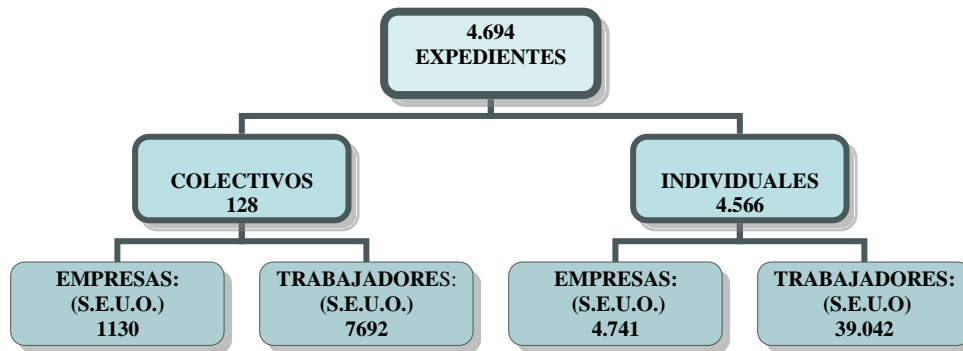 4.694
EXPEDIENTES
COLECTIVOS
128
INDIVIDUALES
4.566
EMPRESAS:
(S.E.U.O.)
1130
TRABAJADORES:
(S.E.U.O.)
7692
EMPRESAS:
(S.E.U.O.)
4.741
TRABAJADORES:
(S.E.U.O)
39.042